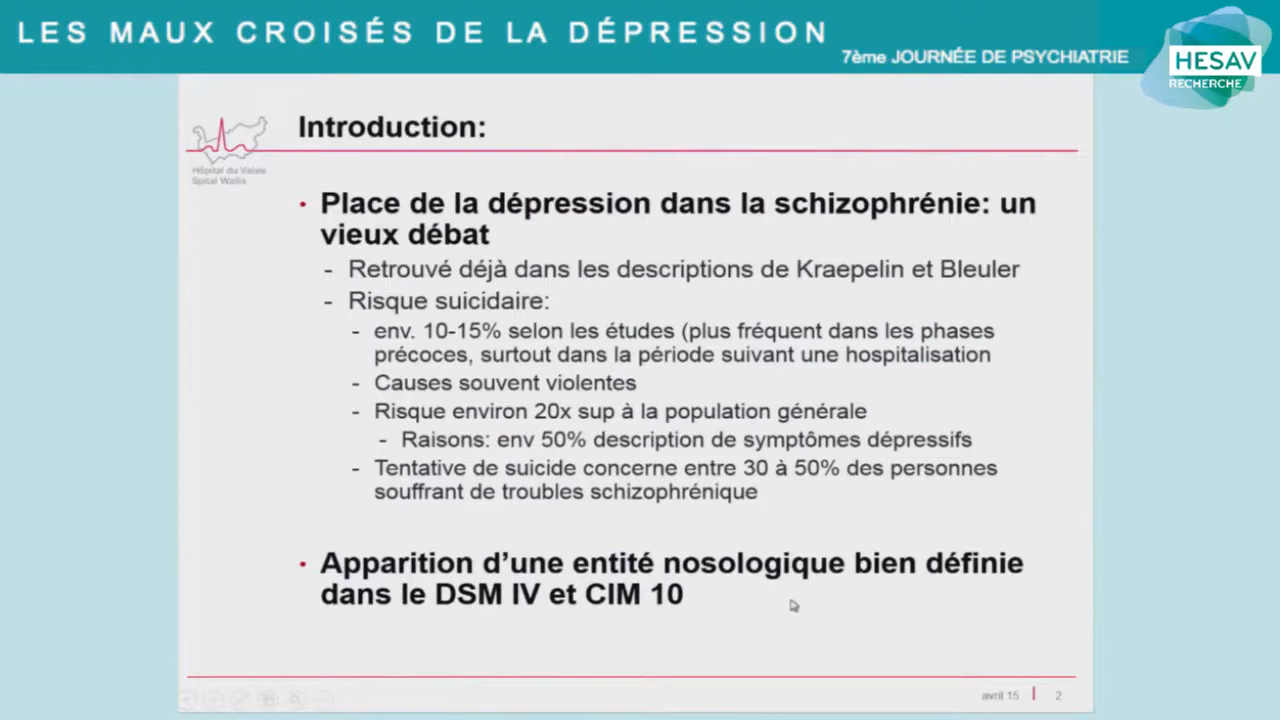 LES MAUX CROISÉS DE LA DÉPRESSION
7ème JOURNÉE DE PSYCHIATRIE
HESAV
RECHERCHE
Hôpital du Valais
Spital Wallis
Introduction:
• Place de la dépression dans la schizophrénie: un
vieux débat
- Retrouvé déjà dans les descriptions de Kraepelin et Bleuler
- Risque suicidaire:
- env. 10-15% selon les études (plus fréquent dans les phases
précoces, surtout dans la période suivant une hospitalisation
- Causes souvent violentes
- Risque environ 20x sup à la population générale
- Raisons: env 50% description de symptômes dépressifs
- Tentative de suicide concerne entre 30 à 50% des personnes
souffrant de troubles schizophrénique
• Apparition d’une entité nosologique bien définie
dans le DSM IV et CIM 10
avril 15 | 2